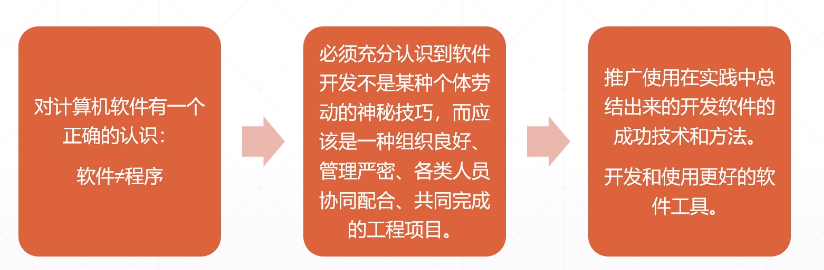 对计算机软件有一个
正确的认识：
软件≠程序
必须充分认识到软件
开发不是某种个体劳
动的神秘技巧，而应
该是一种组织良好、
管理严密、各类人员
协同配合、共同完成
的工程项目。
推广使用在实践中总
结出来的开发软件的
成功技术和方法。
开发和使用更好的软
件工具。